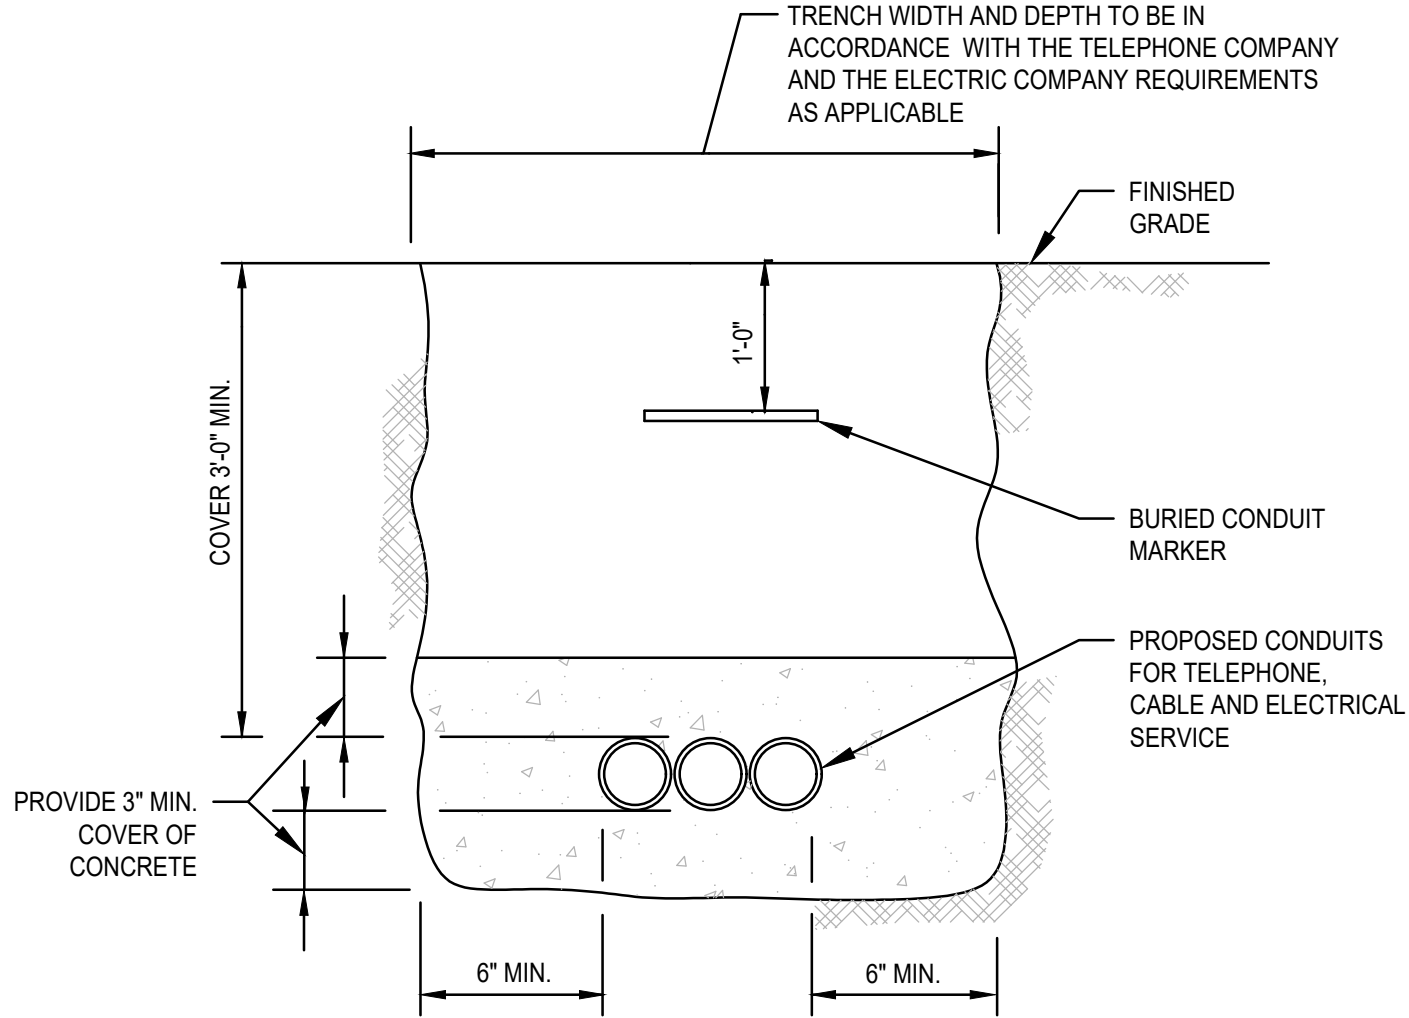 TRENCH WIDTH AND DEPTH TO BE IN
ACCORDANCE WITH THE TELEPHONE COMPANY
AND THE ELECTRIC COMPANY REQUIREMENTS
AS APPLICABLE
FINISHED
GRADE
1'-0"
COVER 3'-0" MIN.
BURIED CONDUIT
MARKER
PROPOSED CONDUITS
FOR TELEPHONE,
CABLE AND ELECTRICAL
SERVICE
PROVIDE 3" MIN.
COVER OF
CONCRETE
6" MIN.
6" MIN.